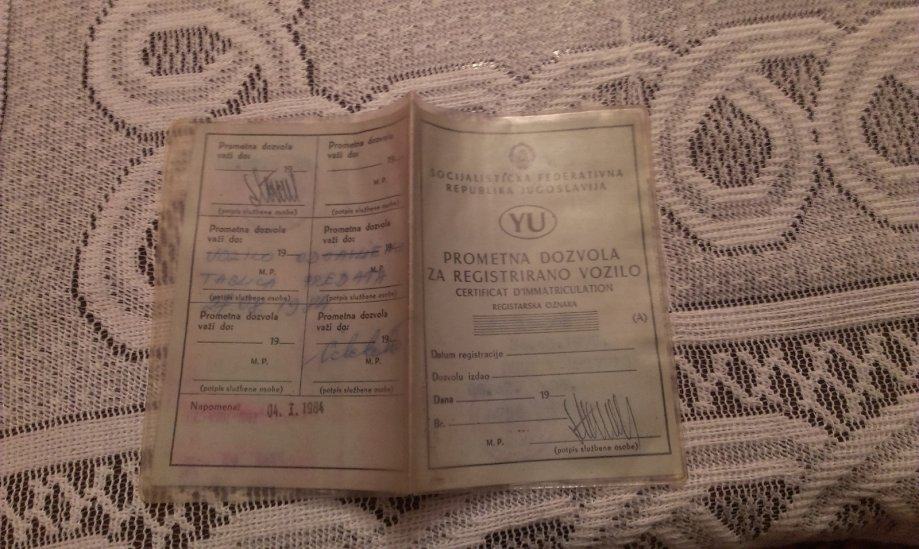 Prometna dozvola
važi do:
19
(potpis službene osobe)
Prometna dozvola
važi do:
19
M. P.
(potpis službene osobe)
Prometna dozvola
važi do:
19
M. P.
(potpis službene osobe)
Prometna dozvola
važi do:
19
M. P.
(potpis službene osobe)
TABLICA PREDATA
Prometna dozvola
važi do:
19
M. P.
(potpis službene osobe)
Prometna dozvola
važi do:
19
M. P.
(potpis službene osobe)
Napomena: 04. I. 1984
SOCIJALISTIČKA FEDERATIVNA
REPUBLIKA JUGOSLAVIJA
YU
PROMETNA DOZVOLA
ZA REGISTRIRANO VOZILO
CERTIFICAT D'IMMATRICULATION
REGISTARSKA OZNAKA
(A)
Datum registracije
Dozvolu izdao
Dana 19
Br.
M. P.
(potpis službene osobe)